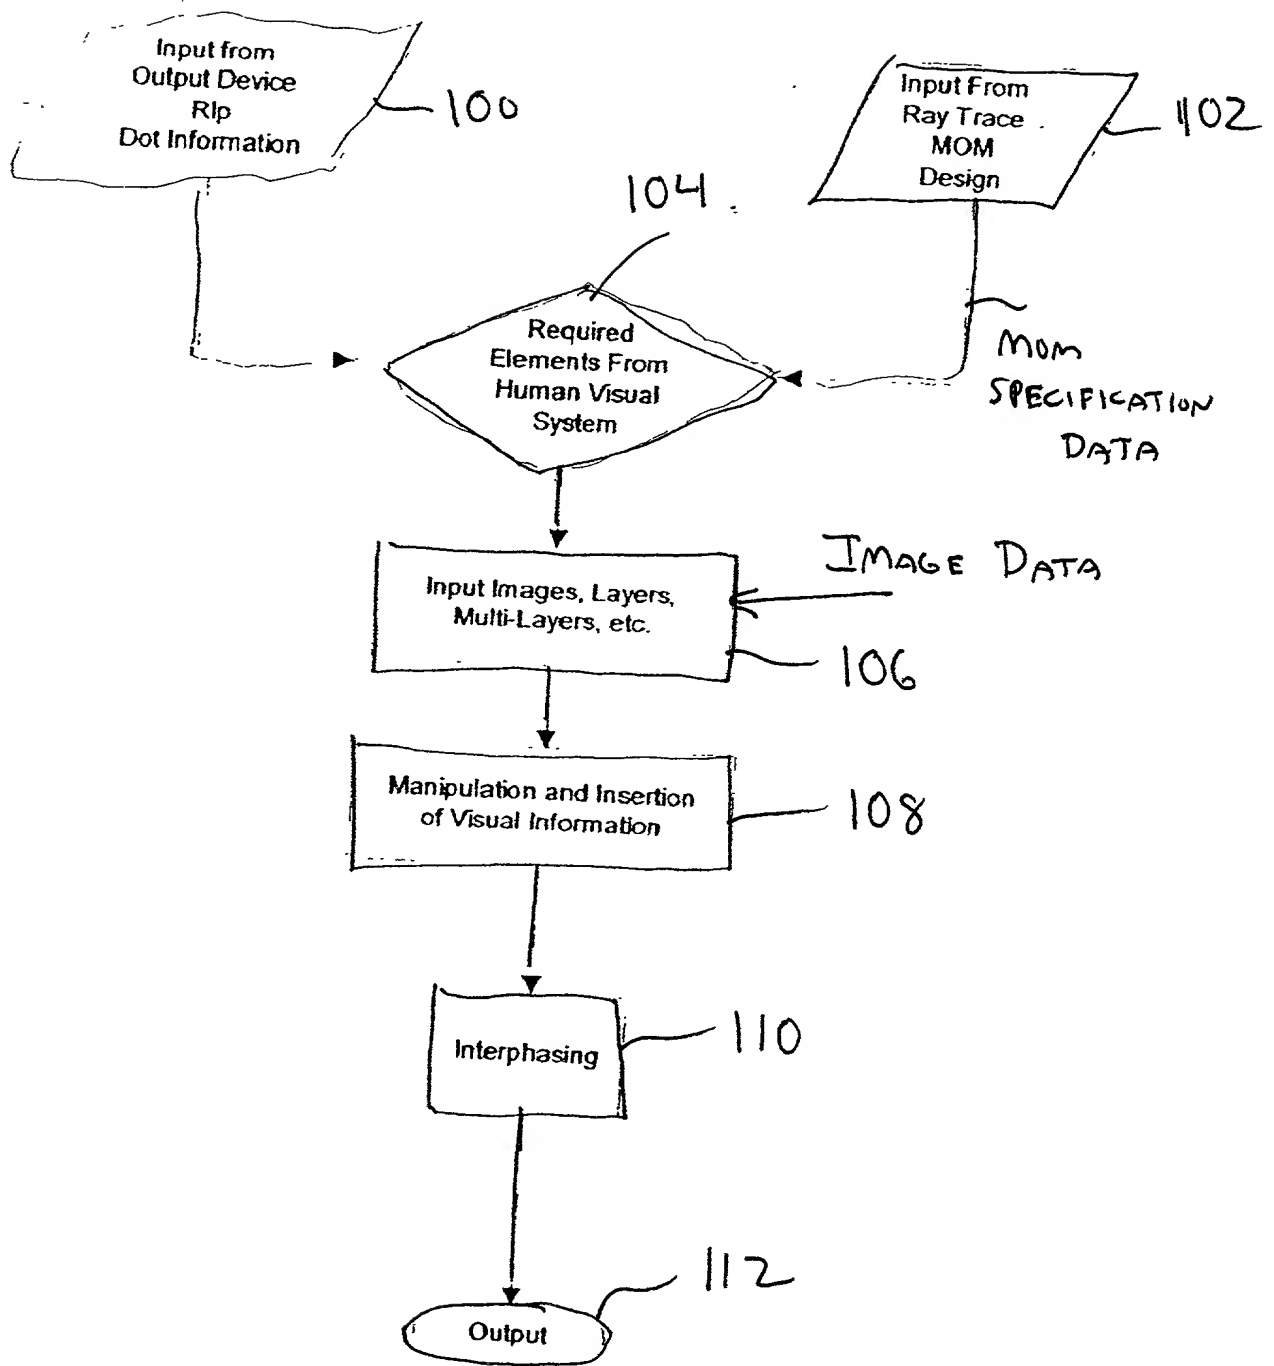 Input from
Output Device
Rip
Dot Information
100
Input From
Ray Trace
MOM
Design
102
104
Required
Elements From
Human Visual
System
MOM
SPECIFICATION
DATA
Input Images, Layers,
Multi-Layers, etc.
IMAGE DATA
106
Manipulation and Insertion
of Visual Information
108
Interphasing
110
Output
112